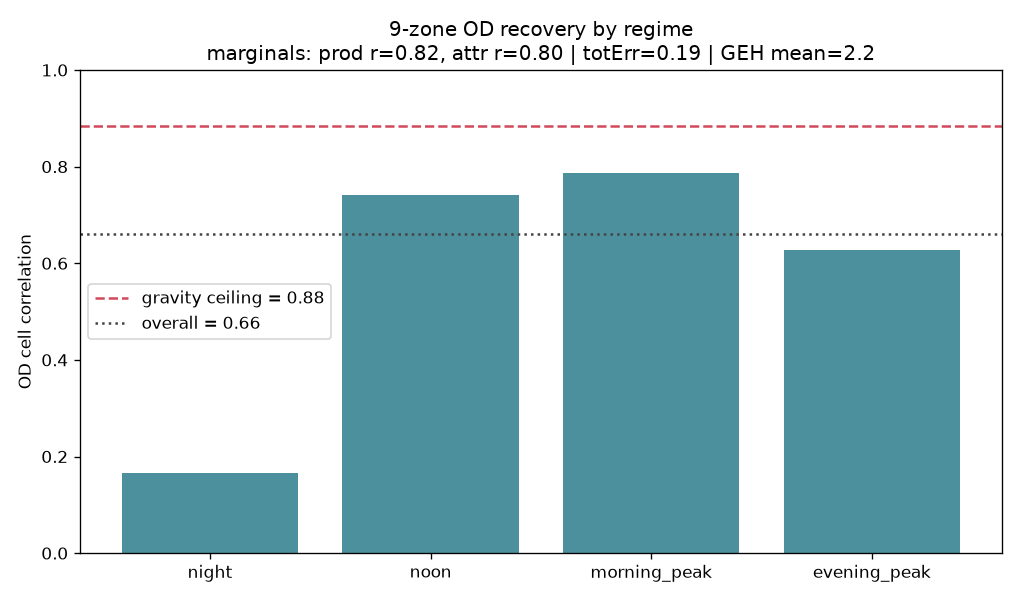 9-zone OD recovery by regime
marginals: prod r=0.82, attr r=0.80 | totErr=0.19 | GEH mean=2.2
OD cell correlation
1.0
0.8
0.6
0.4
0.2
0.0
gravity ceiling = 0.88
overall = 0.66
night
noon
morning_peak
evening_peak